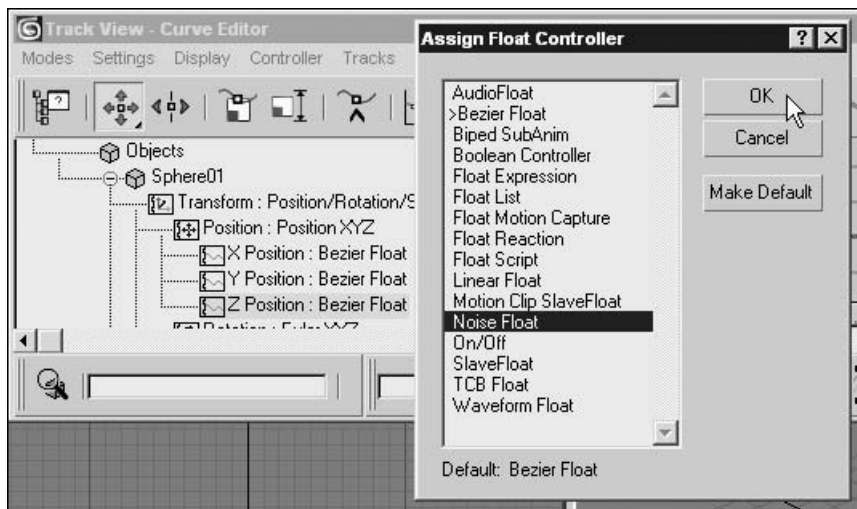 Track View - Curve Editor
Modes Settings Display Controller Tracks
Objects
Sphere01
Transform : Position/Rotation/S
Position : Position XYZ
X Position : Bezier Float
Y Position : Bezier Float
Z Position : Bezier Float
Rotation : Euler XYZ
Assign Float Controller
AudioFloat
>Bezier Float
Biped SubAnim
Boolean Controller
Float Expression
Float List
Float Motion Capture
Float Reaction
Float Script
Linear Float
Motion Clip SlaveFloat
Noise Float
On/Off
SlaveFloat
TCB Float
Waveform Float
Default: Bezier Float
OK
Cancel
Make Default